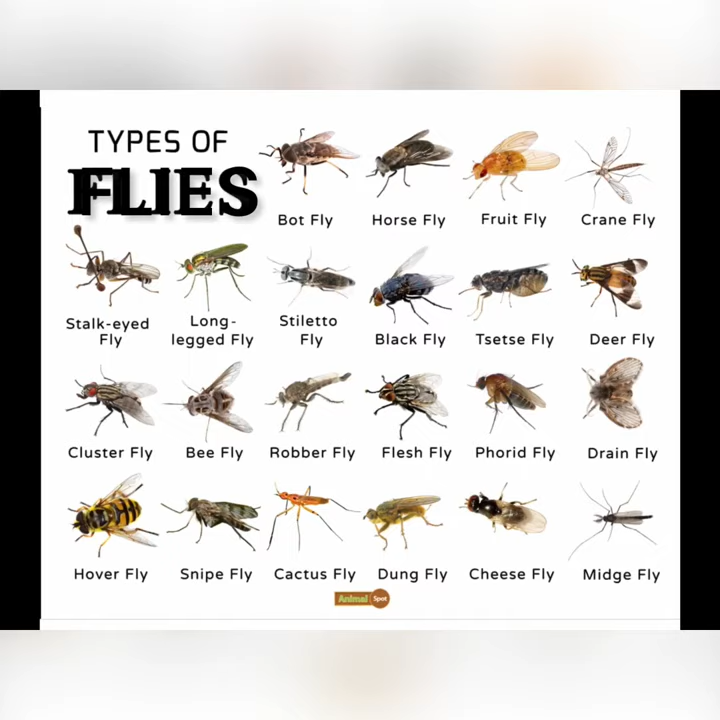 TYPES OF
FLIES
Bot Fly
Horse Fly
Fruit Fly
Crane Fly
Stalk-eyed
Fly
Long-
legged Fly
Stiletto
Fly
Black Fly
Tsetse Fly
Deer Fly
Cluster Fly
Bee Fly
Robber Fly
Flesh Fly
Phorid Fly
Drain Fly
Hover Fly
Snipe Fly
Cactus Fly
Dung Fly
Cheese Fly
Midge Fly
Animal Spot